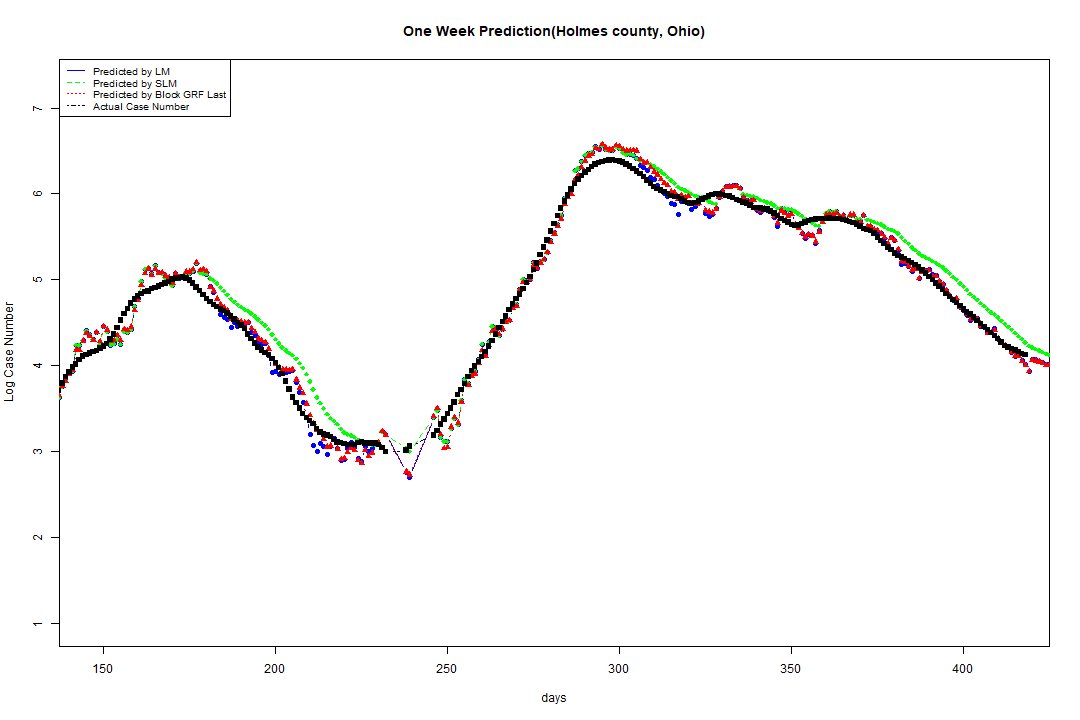 One Week Prediction(Holmes county, Ohio)
Predicted by LM
Predicted by SLM
Predicted by Block GRF Last
Actual Case Number
7
6
5
4
3
2
1
Log Case Number
150 200 250 300 350 400
days